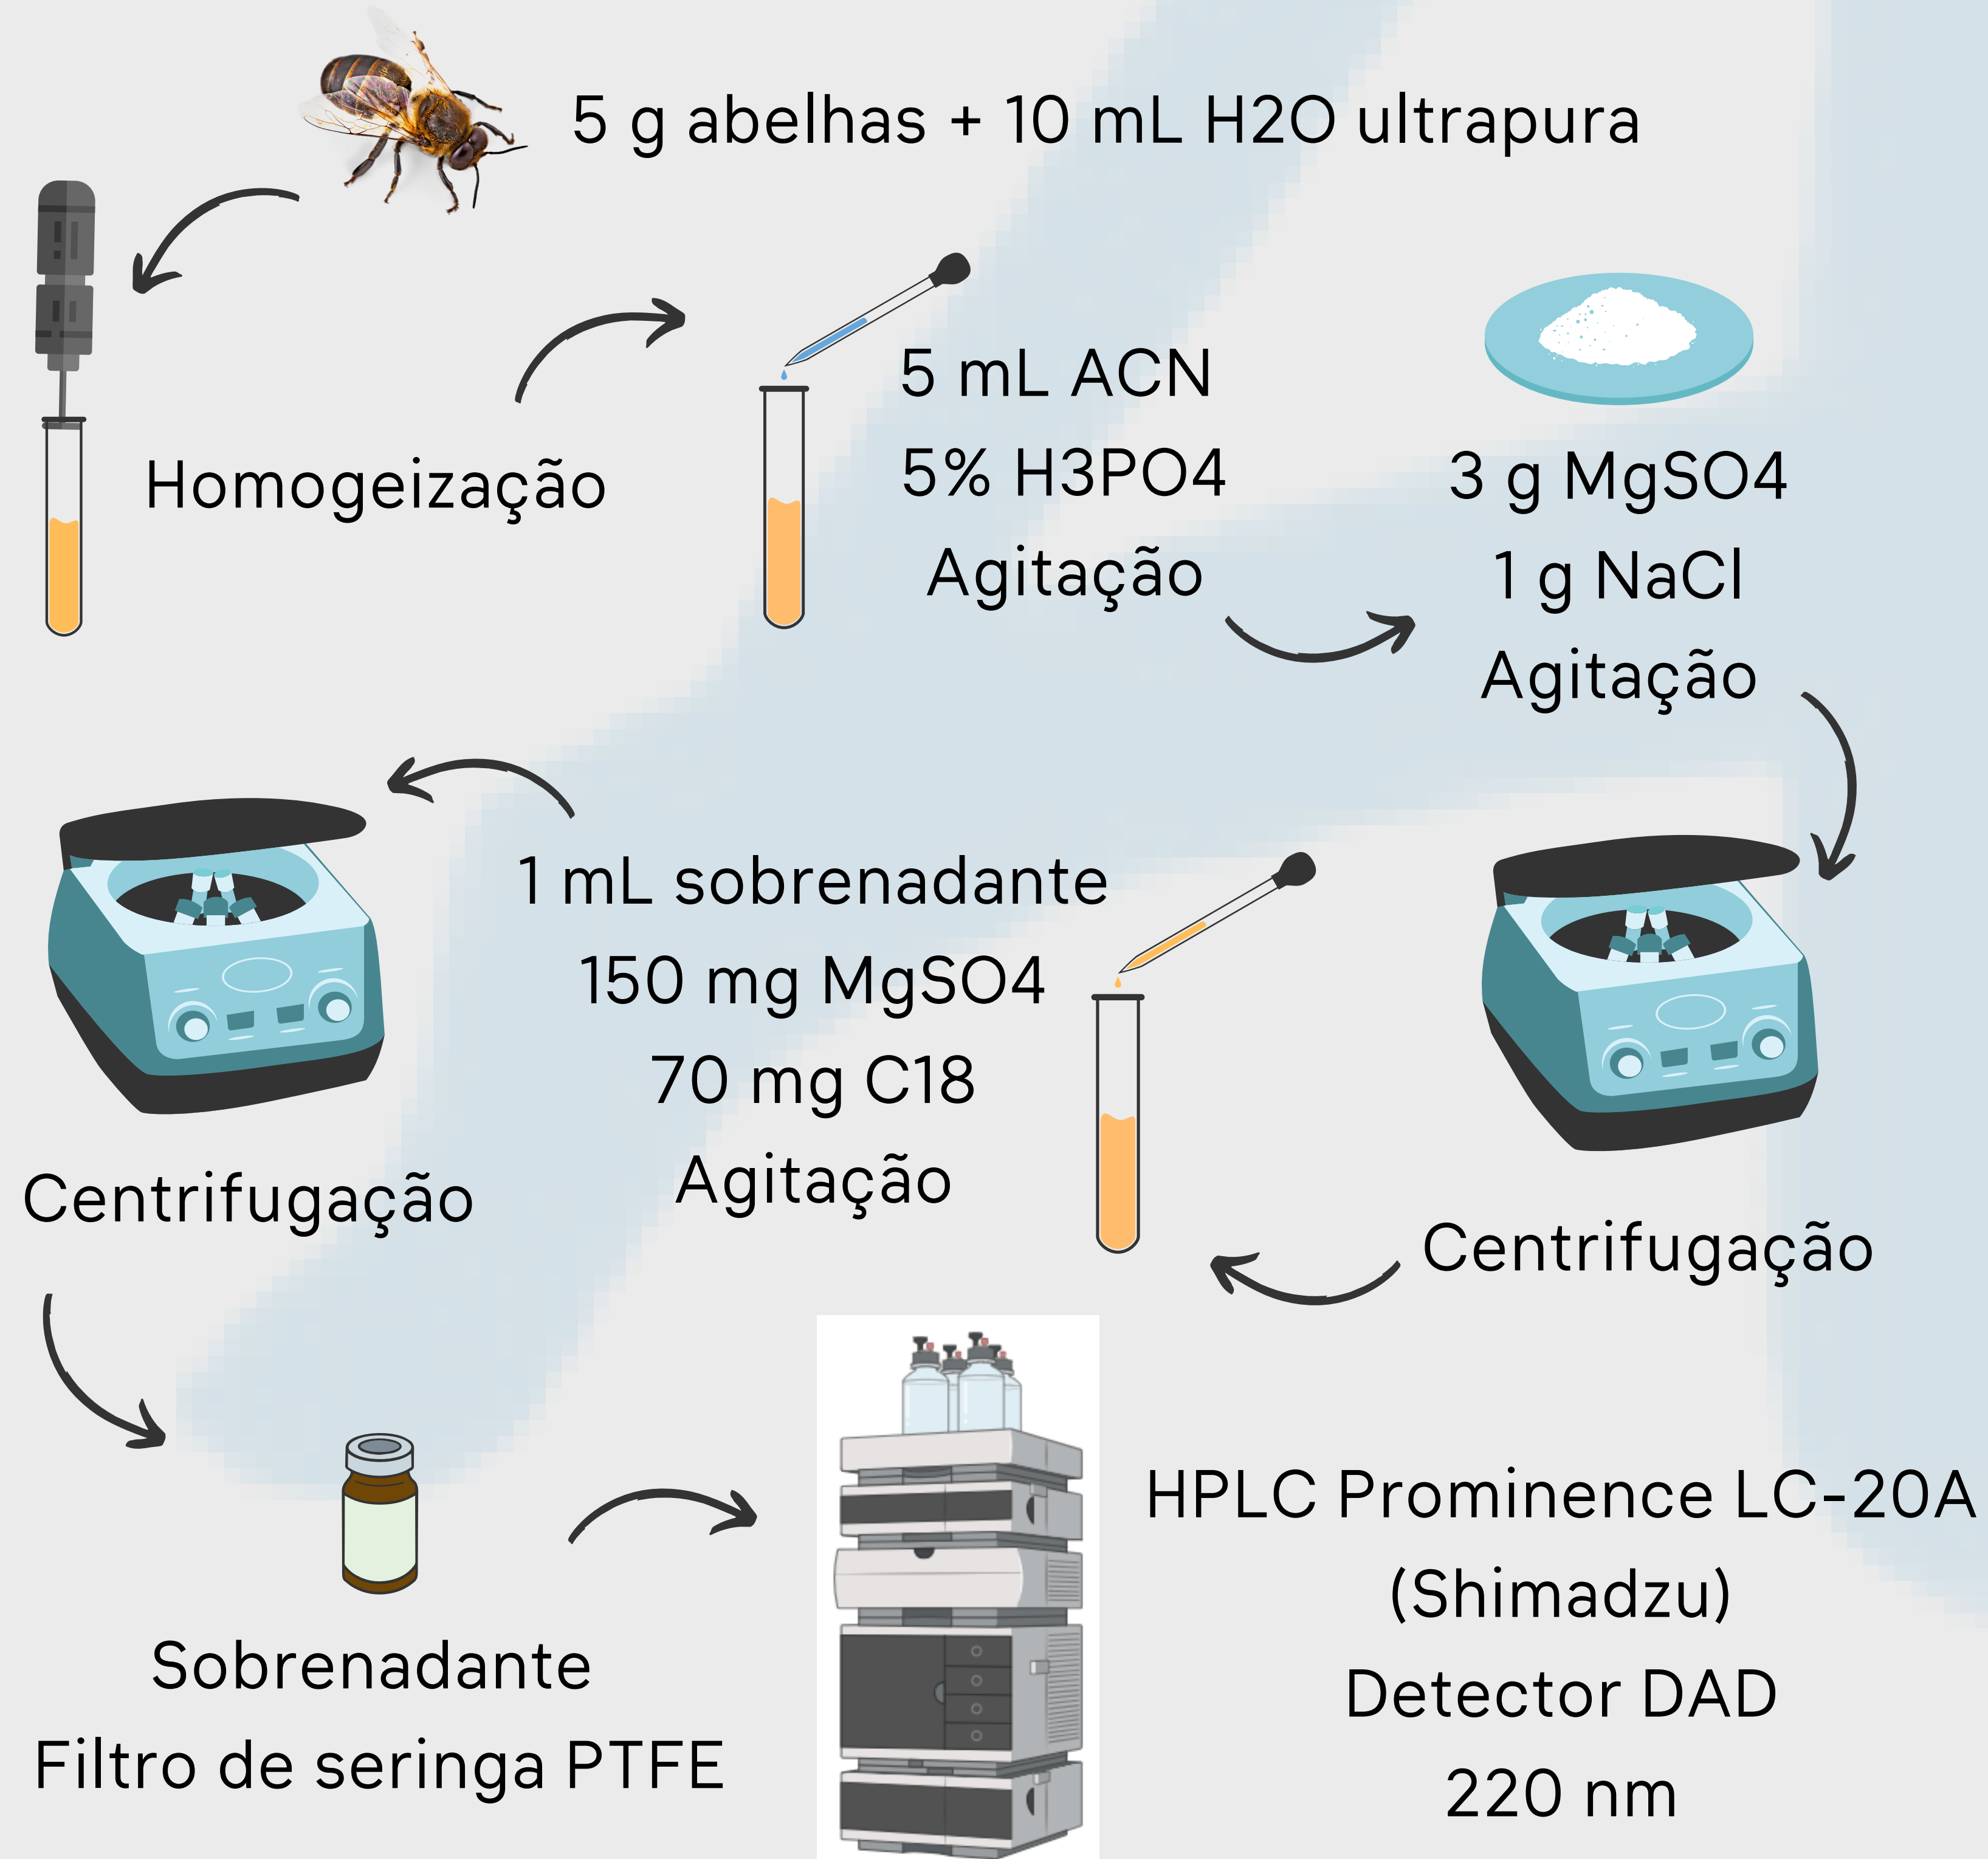 5 g abelhas + 10 mL H2O ultrapura
Homogeização
5 mL ACN
5% H3PO4
Agitação
3 g MgSO4
1 g NaCl
Agitação
Centrifugação
1 mL sobrenadante
150 mg MgSO4
70 mg C18
Agitação
Centrifugação
Sobrenadante
Filtro de seringa PTFE
HPLC Prominence LC-20A
(Shimadzu)
Detector DAD
220 nm